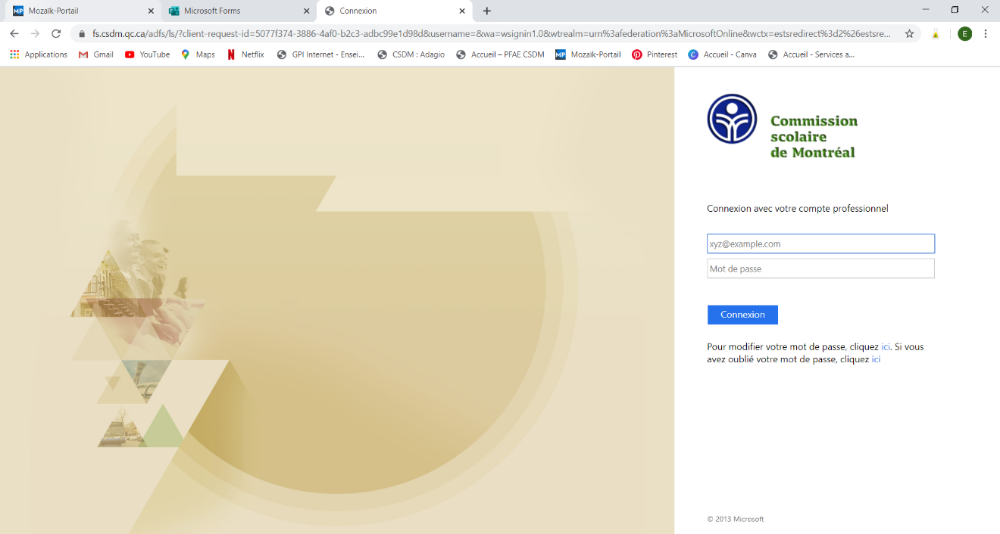 Mozaïk-Portail
Microsoft Forms
Connexion
fs.csdm.qc.ca/adfs/ls/?client-request-id=5077f374-3886-4af0-b2c3-adbc99e1d98d&username=&wa=wsignin1.0&wtrealm=urn%3afederation%3aMicrosoftOnline&wctx=estsredirect%3d2%26estsre...
E
Applications
Gmail
YouTube
Maps
Netflix
GPI Internet - Ensei...
CSDM : Adagio
Accueil – PFAE CSDM
Mozaïk-Portail
Pinterest
Accueil - Canva
Accueil - Services a...
Commission
scolaire
de Montréal
Connexion avec votre compte professionnel
xyz@example.com
Mot de passe
Connexion
Pour modifier votre mot de passe, cliquez ici. Si vous
avez oublié votre mot de passe, cliquez ici
© 2013 Microsoft